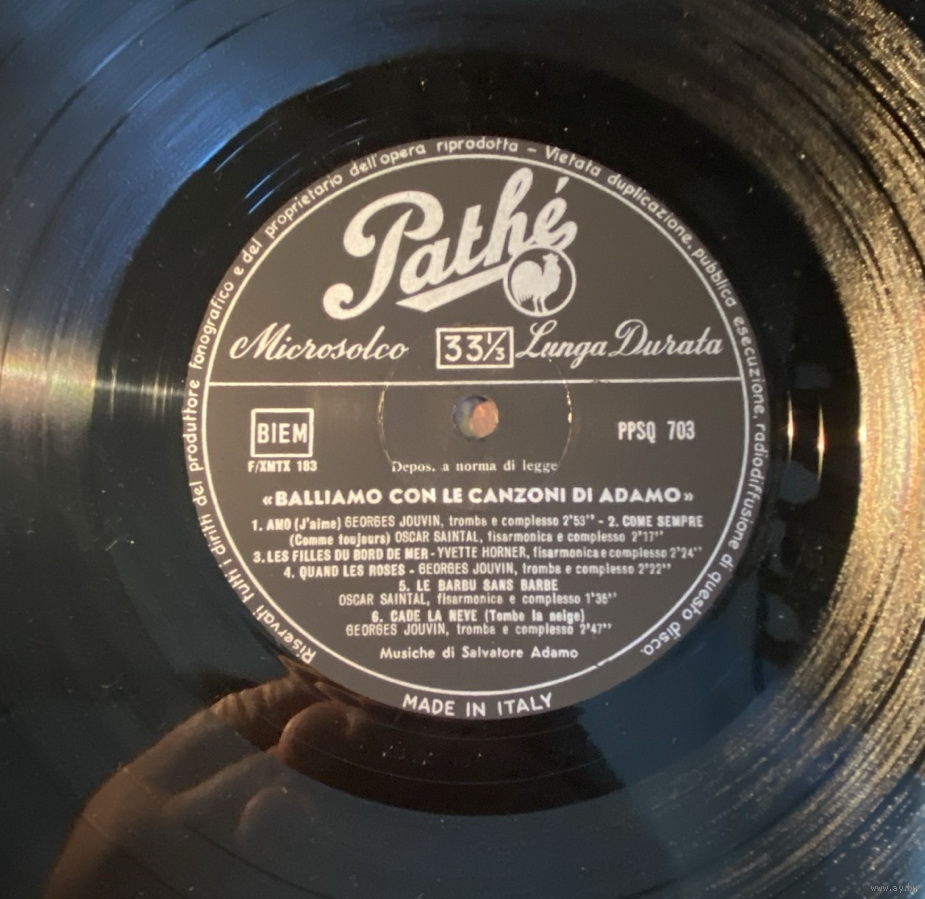 Riservati tutti i diritti del produttore fonografico e del proprietario dell'opera riprodotta – Vietata duplicazione, pubblica esecuzione, radiodiffusione di questo disco.
Pathé
Microsolco 33⅓ Lunga Durata
BIEM PPSQ 703
F/XMTX 183 Depos. a norma di legge
«BALLIAMO CON LE CANZONI DI ADAMO»
1. AMO (J'aime) GEORGES JOUVIN, tromba e complesso 2'53'' - 2. COME SEMPRE
(Comme toujours) OSCAR SAINTAL, fisarmonica e complesso 2'17''
3. LES FILLES DU BORD DE MER - YVETTE HORNER, fisarmonica e complesso 2'24''
4. QUAND LES ROSES - GEORGES JOUVIN, tromba e complesso 2'22''
5. LE BARBU SANS BARBE
OSCAR SAINTAL, fisarmonica e complesso 1'36''
6. CADE LA NEVE (Tombe la neige)
GEORGES JOUVIN, tromba e complesso 2'47''
Musiche di Salvatore Adamo
MADE IN ITALY
www.ay.by